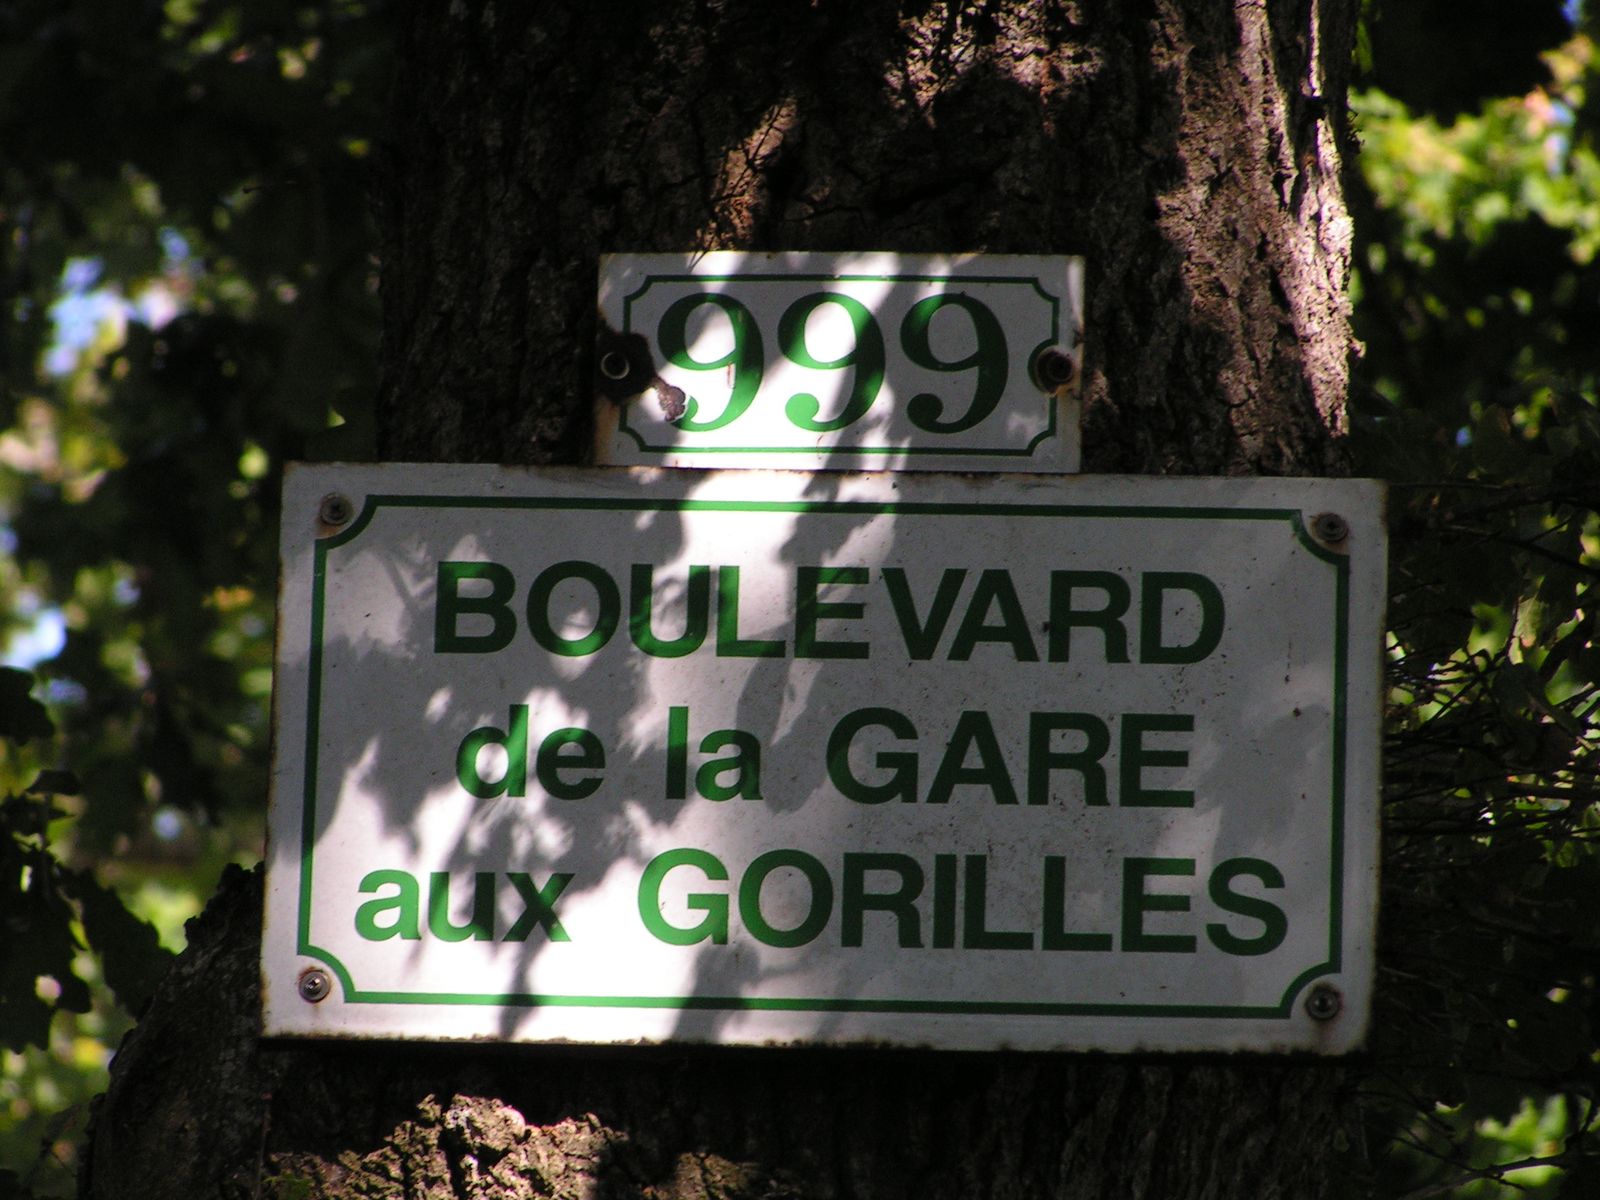 999
BOULEVARD
de la GARE
aux GORILLES